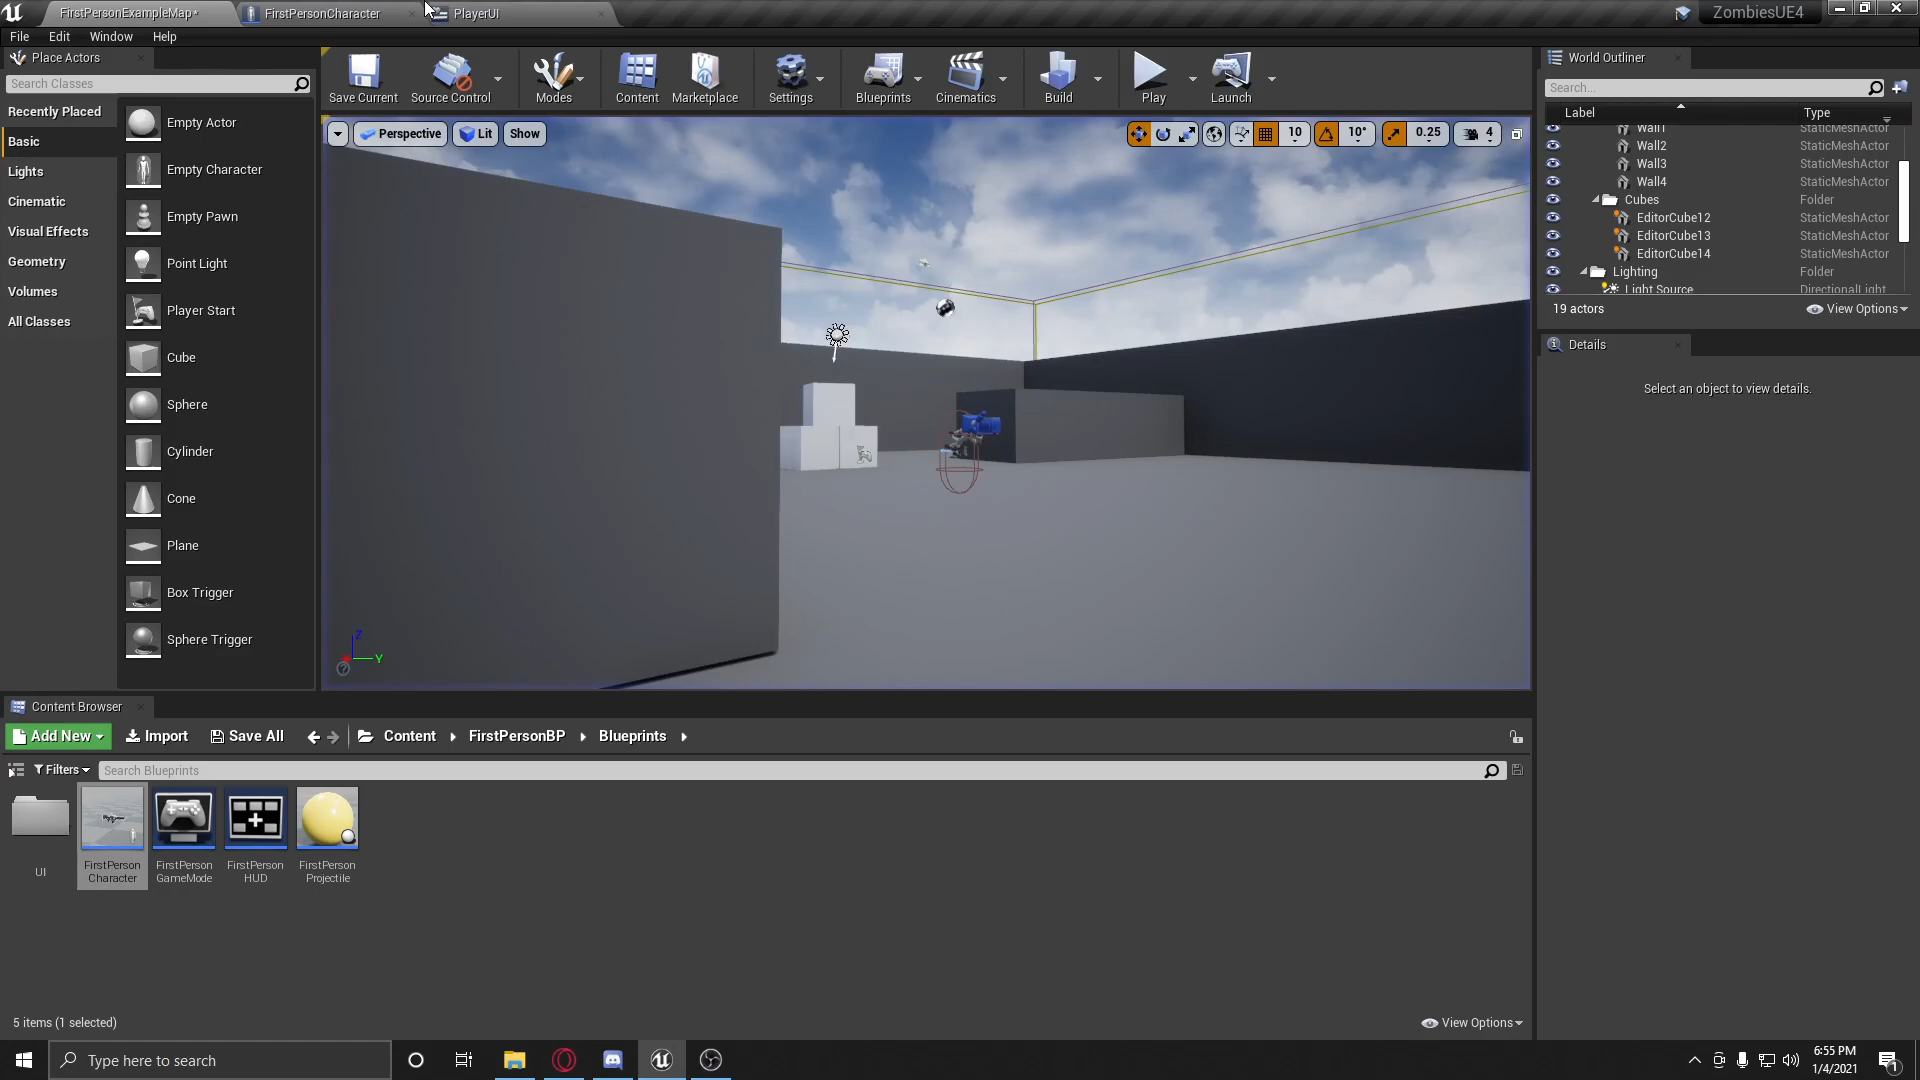 FirstPersonExampleMap*
FirstPersonCharacter
PlayerUI
ZombiesUE4
File Edit Window Help
Place Actors
Search Classes
Recently Placed
Basic
Lights
Cinematic
Visual Effects
Geometry
Volumes
All Classes
Empty Actor
Empty Character
Empty Pawn
Point Light
Player Start
Cube
Sphere
Cylinder
Cone
Plane
Box Trigger
Sphere Trigger
Save Current Source Control Modes Content Marketplace Settings Blueprints Cinematics Build Play Launch
Perspective Lit Show
10 10° 0.25 4
Z
Y
World Outliner
Search...
Label Type
Wall1 StaticMeshActor
Wall2 StaticMeshActor
Wall3 StaticMeshActor
Wall4 StaticMeshActor
Cubes Folder
EditorCube12 StaticMeshActor
EditorCube13 StaticMeshActor
EditorCube14 StaticMeshActor
Lighting Folder
Light Source DirectionalLight
19 actors View Options
Details
Select an object to view details.
Content Browser
Add New Import Save All Content FirstPersonBP Blueprints
Filters Search Blueprints
UI
FirstPerson
Character
FirstPerson
GameMode
FirstPerson
HUD
FirstPerson
Projectile
5 items (1 selected) View Options
Type here to search
6:55 PM
1/4/2021
1